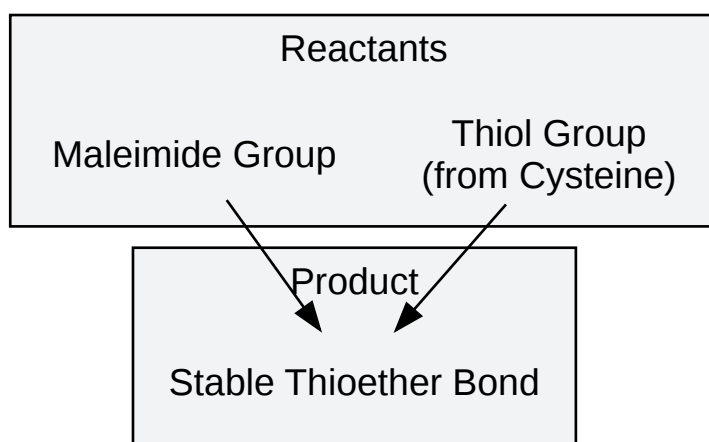 Reactants
Maleimide Group
Thiol Group
(from Cysteine)
Product
Stable Thioether Bond